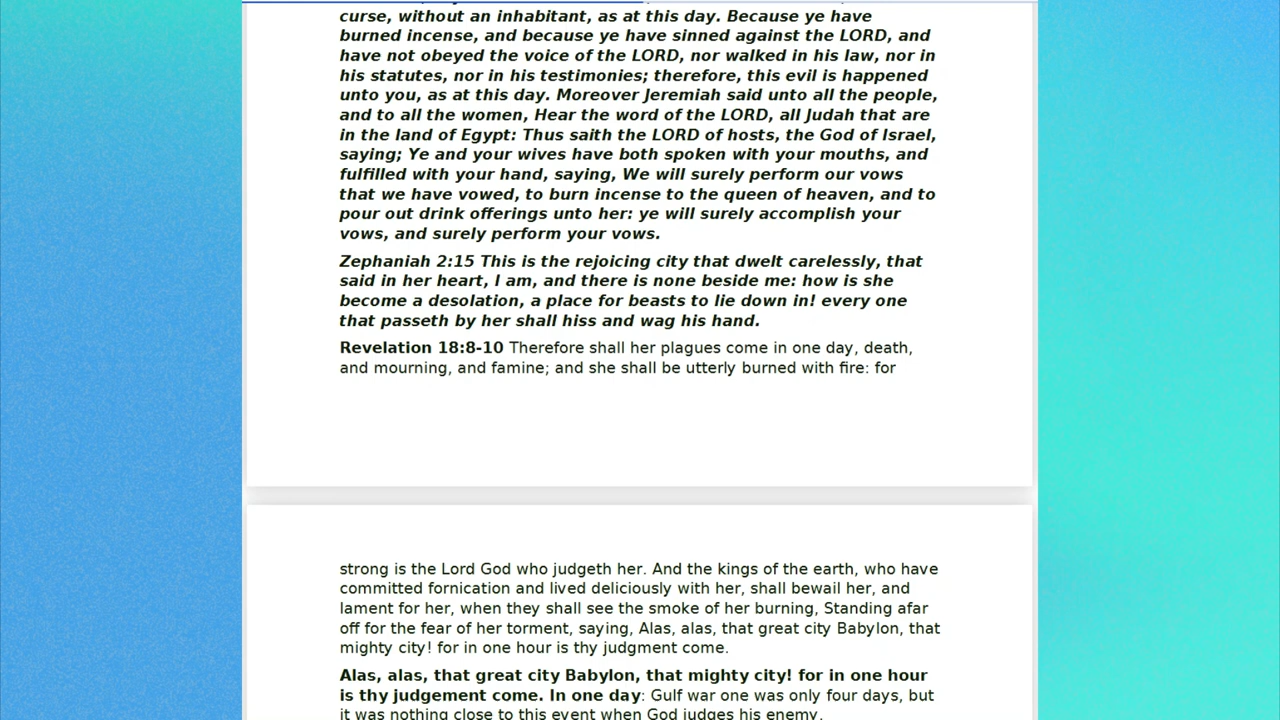 curse, without an inhabitant, as at this day. Because ye have
burned incense, and because ye have sinned against the LORD, and
have not obeyed the voice of the LORD, nor walked in his law, nor in
his statutes, nor in his testimonies; therefore, this evil is happened
unto you, as at this day. Moreover Jeremiah said unto all the people,
and to all the women, Hear the word of the LORD, all Judah that are
in the land of Egypt: Thus saith the LORD of hosts, the God of Israel,
saying; Ye and your wives have both spoken with your mouths, and
fulfilled with your hand, saying, We will surely perform our vows
that we have vowed, to burn incense to the queen of heaven, and to
pour out drink offerings unto her: ye will surely accomplish your
vows, and surely perform your vows.
Zephaniah 2:15 This is the rejoicing city that dwelt carelessly, that
said in her heart, I am, and there is none beside me: how is she
become a desolation, a place for beasts to lie down in! every one
that passeth by her shall hiss and wag his hand.
Revelation 18:8-10 Therefore shall her plagues come in one day, death,
and mourning, and famine; and she shall be utterly burned with fire: for
strong is the Lord God who judgeth her. And the kings of the earth, who have
committed fornication and lived deliciously with her, shall bewail her, and
lament for her, when they shall see the smoke of her burning, Standing afar
off for the fear of her torment, saying, Alas, alas, that great city Babylon, that
mighty city! for in one hour is thy judgment come.
Alas, alas, that great city Babylon, that mighty city! for in one hour
is thy judgement come. In one day: Gulf war one was only four days, but
it was nothing close to this event when God judges his enemy.